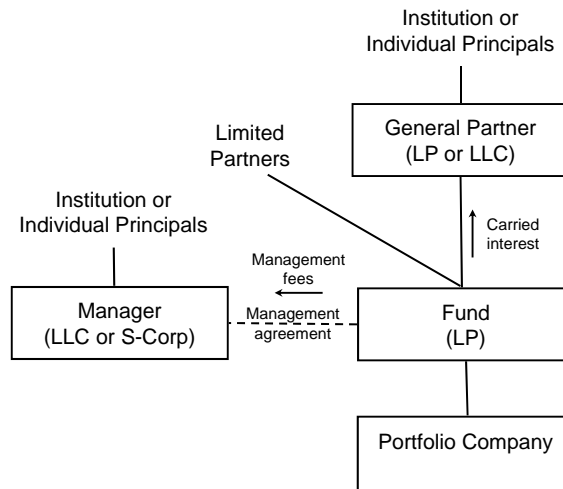 Institution or
Individual Principals
General Partner
(LP or LLC)
Limited
Partners
Institution or
Individual Principals
Carried
interest
Management
fees
Manager
(LLC or S-Corp)
Management
agreement
Fund
(LP)
Portfolio Company